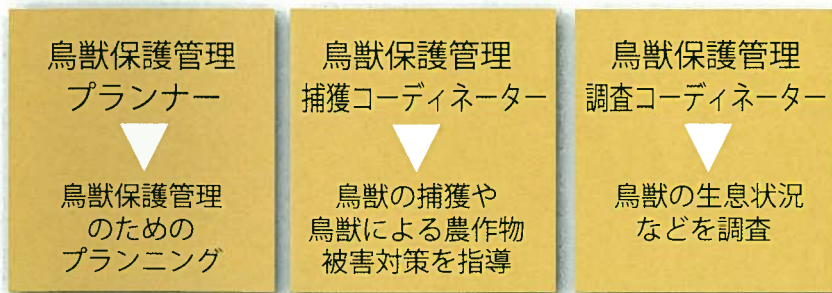 鳥獣保護管理
プランナー
鳥獣保護管理
のための
プランニング
鳥獣保護管理
捕獲コーディネーター
鳥獣の捕獲や
鳥獣による農作物
被害対策を指導
鳥獣保護管理
調査コーディネーター
鳥獣の生息状況
などを調査